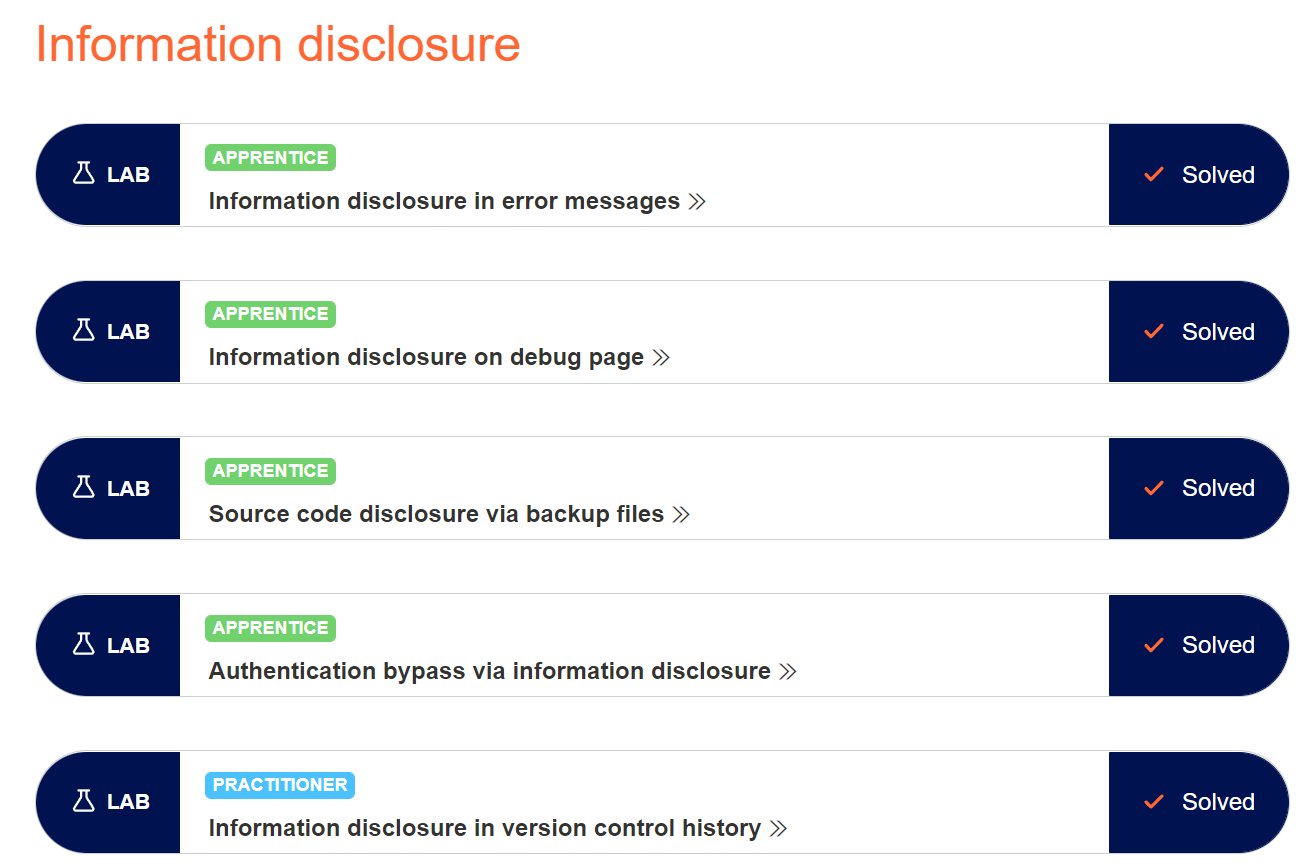 Information disclosure
LAB
APPRENTICE
Information disclosure in error messages
Solved
LAB
APPRENTICE
Information disclosure on debug page
Solved
LAB
APPRENTICE
Source code disclosure via backup files
Solved
LAB
APPRENTICE
Authentication bypass via information disclosure
Solved
LAB
PRACTITIONER
Information disclosure in version control history
Solved